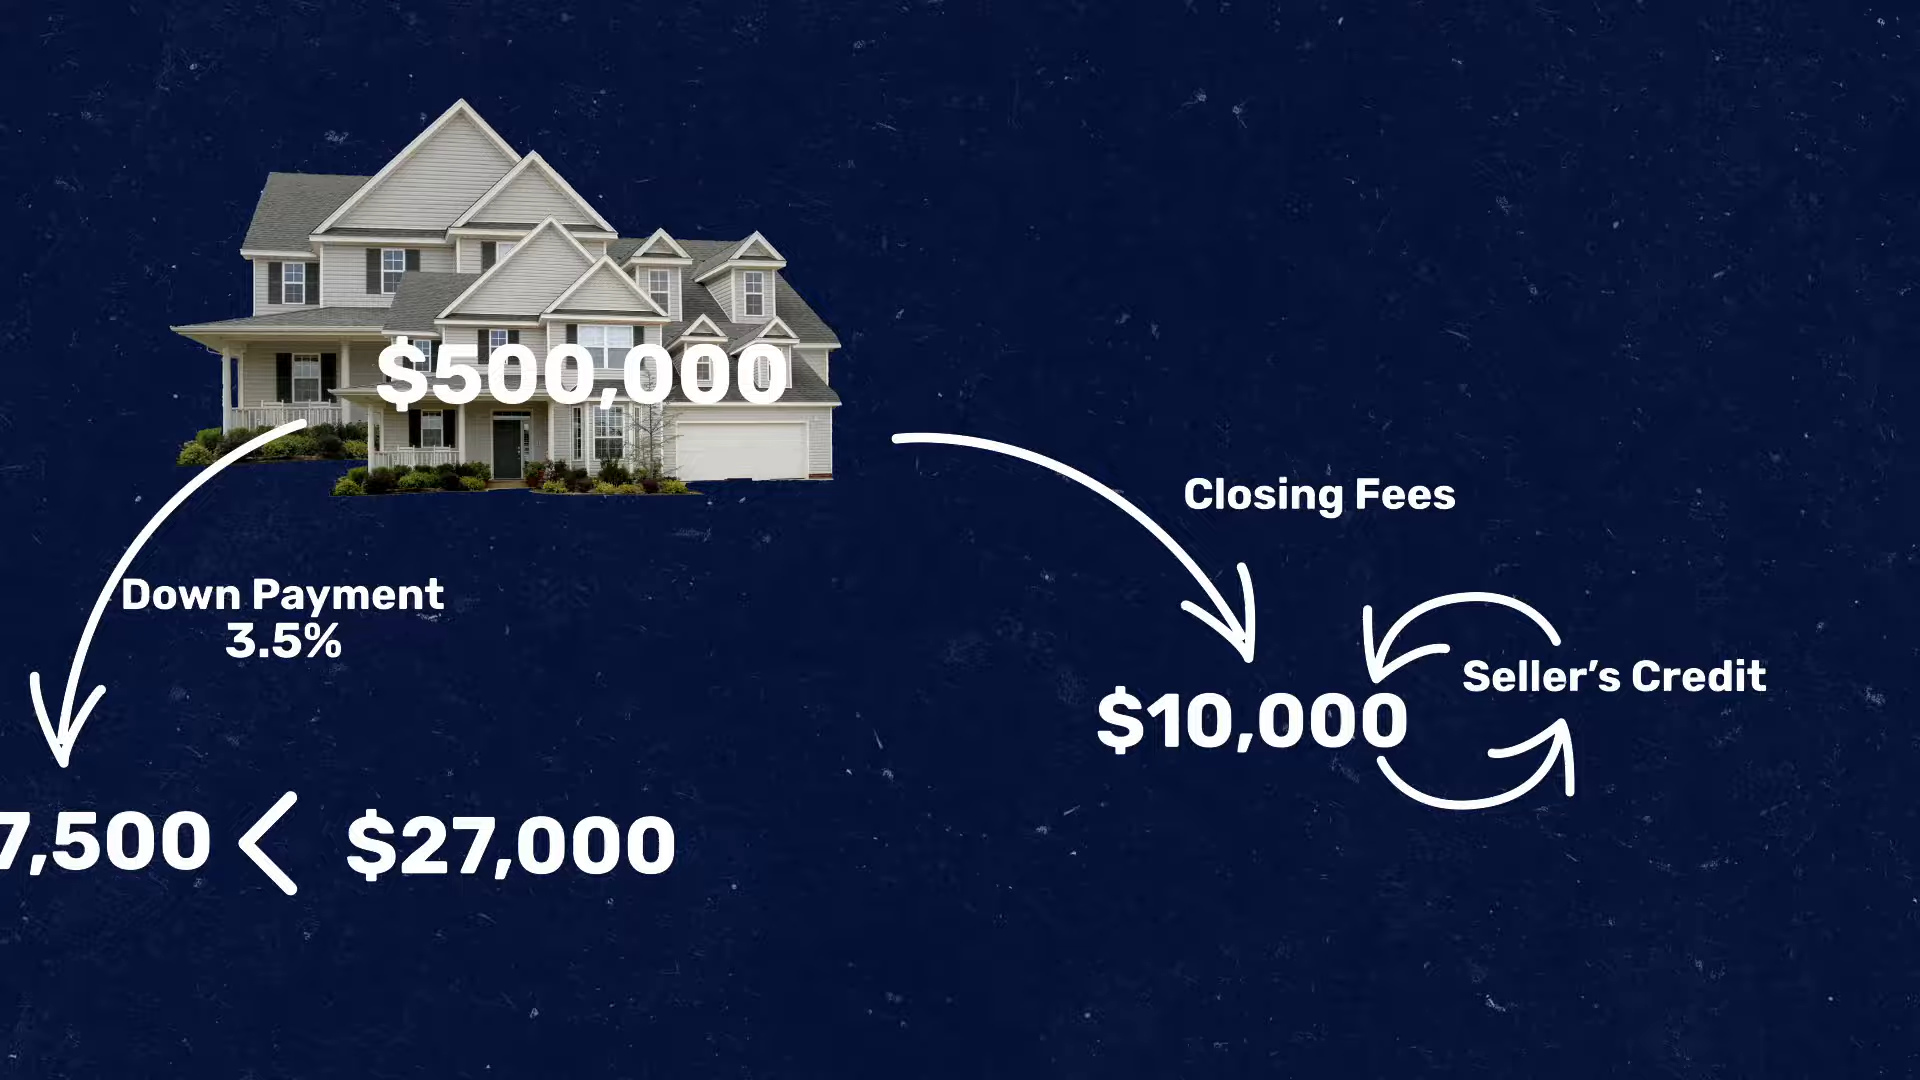 $500,000
Closing Fees
Down Payment
3.5%
Seller’s Credit
$10,000
7,500 < $27,000